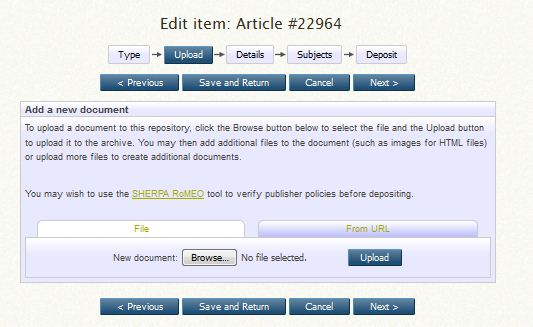 Edit item: Article #22964
Type Upload Details Subjects Deposit
< Previous Save and Return Cancel Next >
Add a new document
To upload a document to this repository, click the Browse button below to select the file and the Upload button
to upload it to the archive. You may then add additional files to the document (such as images for HTML files)
or upload more files to create additional documents.
You may wish to use the SHERPA RoMEO tool to verify publisher policies before depositing.
File From URL
New document: Browse... No file selected. Upload
< Previous Save and Return Cancel Next >